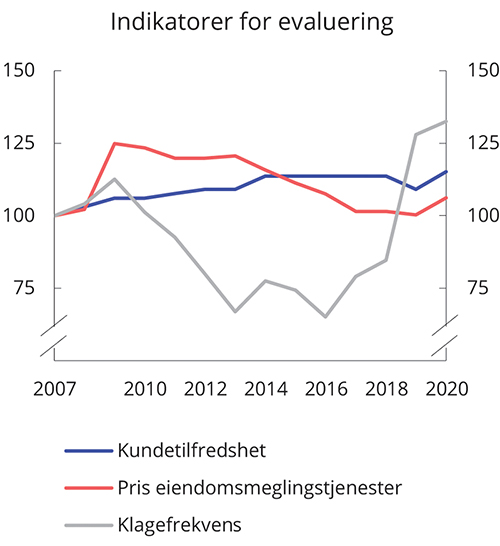 Indikatorer for evaluering
150 150
125 125
100 100
75 75
2007 2010 2012 2014 2016 2018 2020
Kundetilfredshet
Pris eiendomsmeglingstjenester
Klagefrekvens